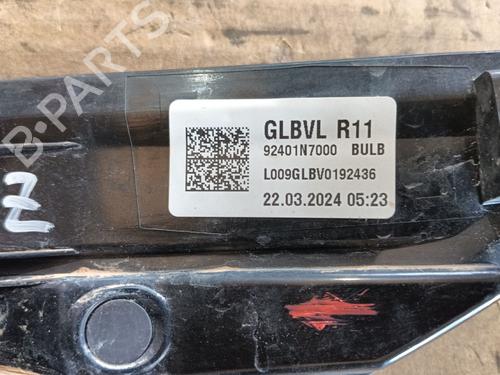 GLBVL R11
92401N7000 BULB
L009GLBV0192436
22.03.2024 05:23
Z
B-PARTS